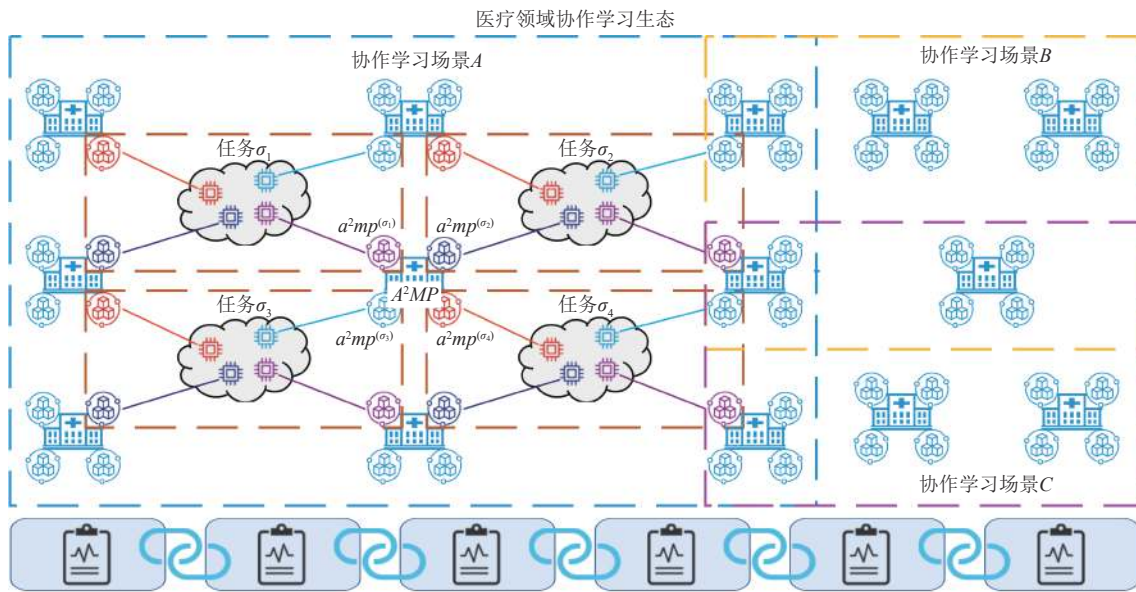 医疗领域协作学习生态
协作学习场景A
协作学习场景B
任务σ₁
任务σ₂
a²mp^(σ₁)
a²mp^(σ₂)
A²MP
任务σ₃
任务σ₄
a²mp^(σ₃)
a²mp^(σ₄)
协作学习场景C